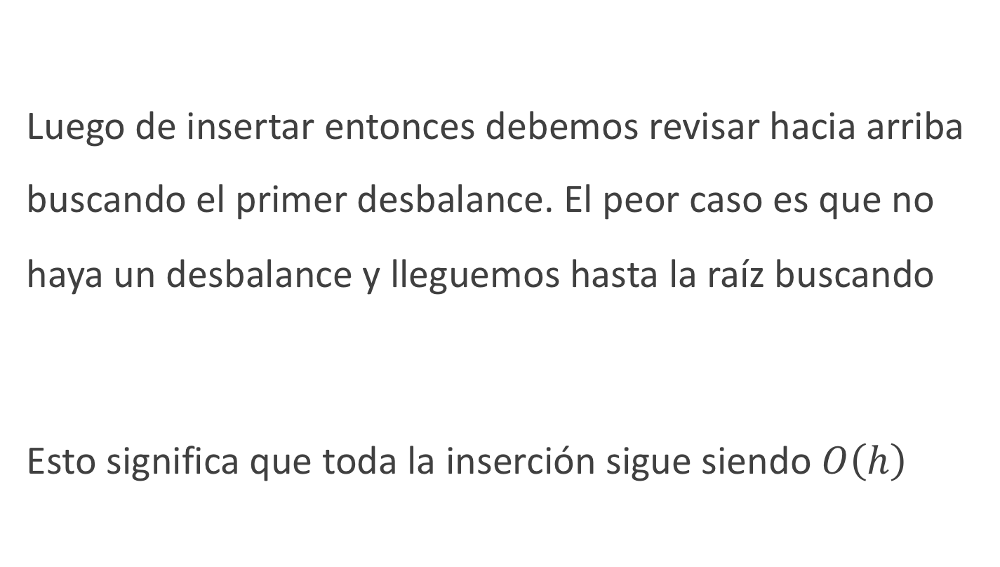 Luego de insertar entonces debemos revisar hacia arriba
buscando el primer desbalance. El peor caso es que no
haya un desbalance y lleguemos hasta la raíz buscando
Esto significa que toda la inserción sigue siendo 𝑂(ℎ)